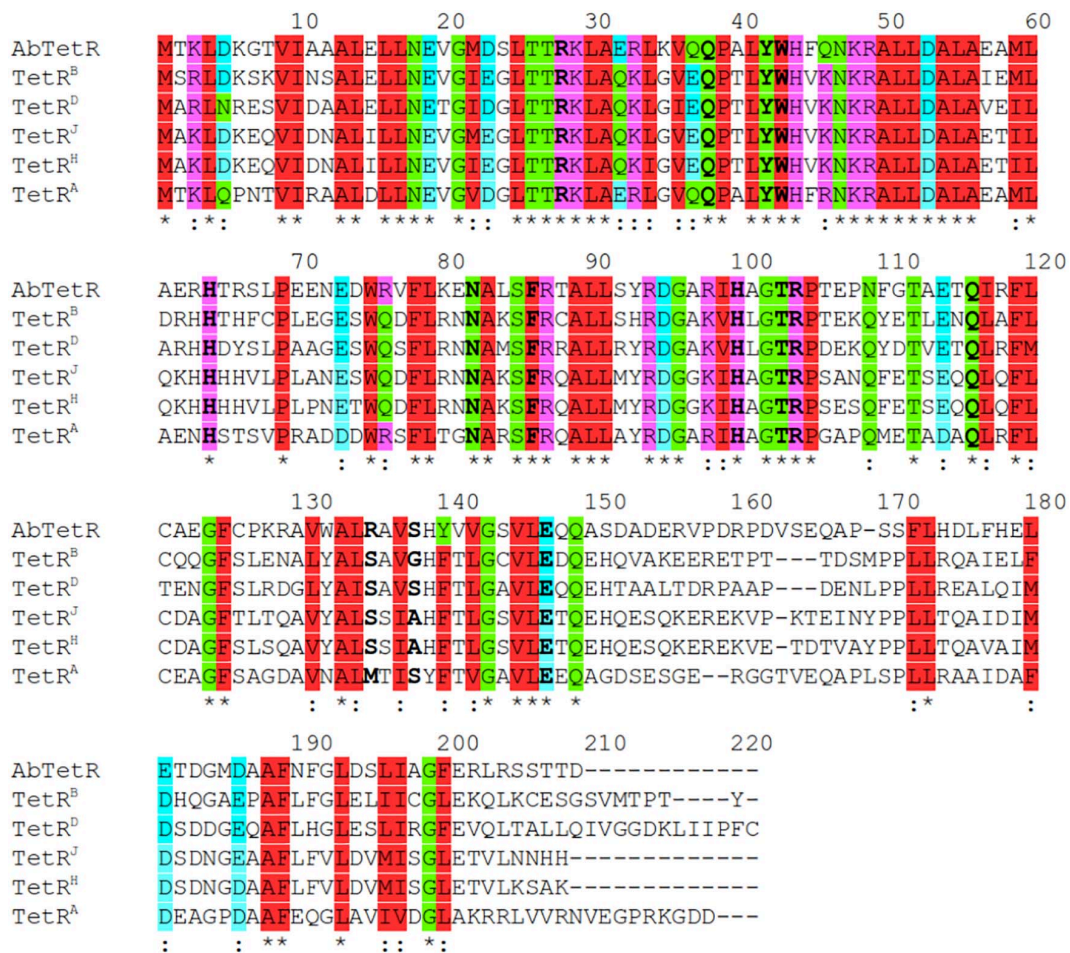 10 20 30 40 50 60
AbTetR MTKLDKGTVIAAALELLNEVGMDSLTTRKLAERLKVQQPALYWHFQNKRALLDALAEAML
TetRᴮ MSRLDKSKVINSALELLNEVGIEGLTTRKLAQKLGVEQPTLYWHVKNKRALLDALAIEML
TetRᴰ MARLNRESVIDAALELLNETGIDGLTTRKLAQKLGIEQPTLYWHVKNKRALLDALAVEIL
TetRᴶ MAKLDKEQVIDNALILLNEVGMEGLTTRKLAQKLGVEQPTLYWHVKNKRALLDALAETIL
TetRᴴ MAKLDKEQVIDNALILLNEVGIEGLTTRKLAQKIGVEQPTLYWHVKNKRALLDALAETIL
TetRᴬ MTKLQPNTVIRAALDLLNEVGVDGLTTRKLAERLGVQQPALYWHFRNKRALLDALAEAML
* :*: ** ** ***** *:: *******::: *:: ** ****:********** :*
70 80 90 100 110 120
AbTetR AERHTRSLPEENEDWRVFLKENALSFRTALLSYRDGARIHAGTRPTEPNFGTAETQIRFL
TetRᴮ DRHHTHFCPLEGESWQDFLRNNAKSFRCALLSHRDGAKVHLGTRPTEKQYETLENQLAFL
TetRᴰ ARHHDYSLPAAGESWQSFLRNNAMSFRRALLRYRDGAKVHLGTRPDEKQYDTVETQLRFM
TetRᴶ QKHHHHVLPLANESWQDFLRNNAKSFRQALLMYRDGGKIHAGTRPSANQFETSEQQLQFL
TetRᴴ QKHHHHVLPLPNETWQDFLRNNAKSFRQALLMYRDGGKIHAGTRPSESQFETSEQQLQFL
TetRᴬ AENHSTSVPRADDDWRSFLTGNARSFRQALLAYRDGARIHAGTRPGAPQMETADAQLRFL
* * : *: ** ** *** *** *** ::* **** : * : *: *:
130 140 150 160 170 180
AbTetR CAEGFCPKRAVWALRAVSHYVVGSVLEQQASDADERVPDRPDVSEQAP-SSFLHDLFHEL
TetRᴮ CQQGFSLENALYALSAVGHFTLGCVLEDQEHQVAKEERETPT---TDSMPPLLRQAIELF
TetRᴰ TENGFSLRDGLYAISAVSHFTLGAVLEQQEHTAALTDRPAAP---DENLPPLLREALQIM
TetRᴶ CDAGFTLTQAVYALSSLAHFTLGSVLETQEHQESQKEREKVP-KTEINYPPLLTQAIDIM
TetRᴴ CDAGFSLSQAVYALSSIAHFTLGSVLETQEHQESQKEREKVE-TDTVAYPPLLTQAVAIM
TetRᴬ CEAGFSAGDAVNALMTISYFTVGAVLEEQAGDSESGE--RGGTVEQAPLSPLLRAAIDAF
** : *: : : :* *** * :* :
190 200 210 220
AbTetR ETDGMDAAFNFGLDSLIAGFERLRSSTTD------------
TetRᴮ DHQGAEPAFLFGLELIICGLEKQLKCESGSVMTPT----Y-
TetRᴰ DSDDGEQAFLHGLESLIRGFEVQLTALLQIVGGDKLIIPFC
TetRᴶ DSDNGEAAFLFVLDVMISGLETVLNNHH-------------
TetRᴴ DSDNGDAAFLFVLDVMISGLETVLKSAK-------------
TetRᴬ DEAGPDAAFEQGLAVIVDGLAKRRLVVRNVEGPRKGDD---
: : ** * :: *: